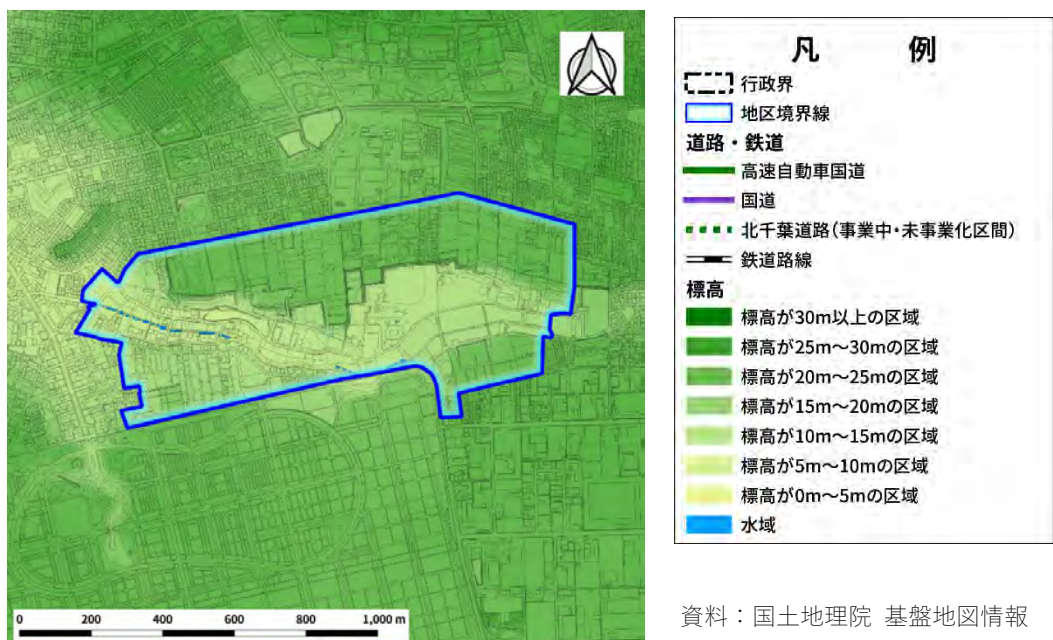 凡 例
行政界
地区境界線
道路・鉄道
高速自動車国道
国道
北千葉道路(事業中・未事業化区間)
鉄道路線
標高
標高が30m以上の区域
標高が25m～30mの区域
標高が20m～25mの区域
標高が15m～20mの区域
標高が10m～15mの区域
標高が5m～10mの区域
標高が0m～5mの区域
水域
0 200 400 600 800 1,000 m
資料：国土地理院 基盤地図情報